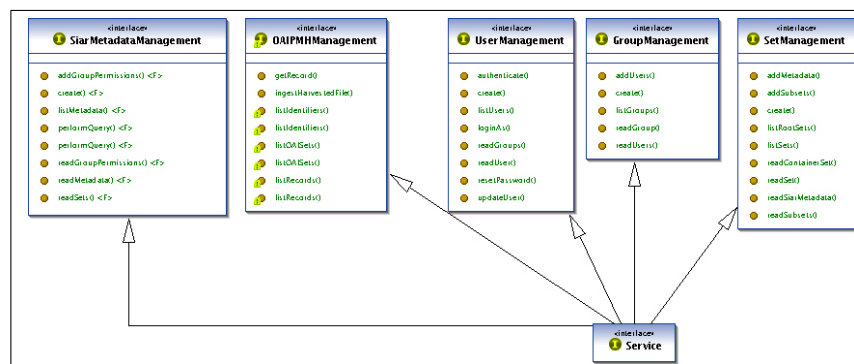 «interface»
SiarMetadataManagement
addGroupPermissions() <F>
create() <F>
listMetadata() <F>
performQuery() <F>
performQuery() <F>
readGroupPermissions() <F>
readMetadata() <F>
readSets() <F>
«interface»
OAIPMHManagement
getRecord()
ingestHarvestedFile()
listIdentifiers()
listIdentifiers()
listOAISets()
listOAISets()
listRecords()
listRecords()
«interface»
UserManagement
authenticate()
create()
listUsers()
loginAs()
readGroups()
readUser()
resetPassword()
updateUser()
«interface»
GroupManagement
addUsers()
create()
listGroups()
readGroup()
readUsers()
«interface»
SetManagement
addMetadata()
addSubsets()
create()
listRootSets()
listSets()
readContainerSet()
readSet()
readSiarMetadata()
readSubsets()
«interface»
Service